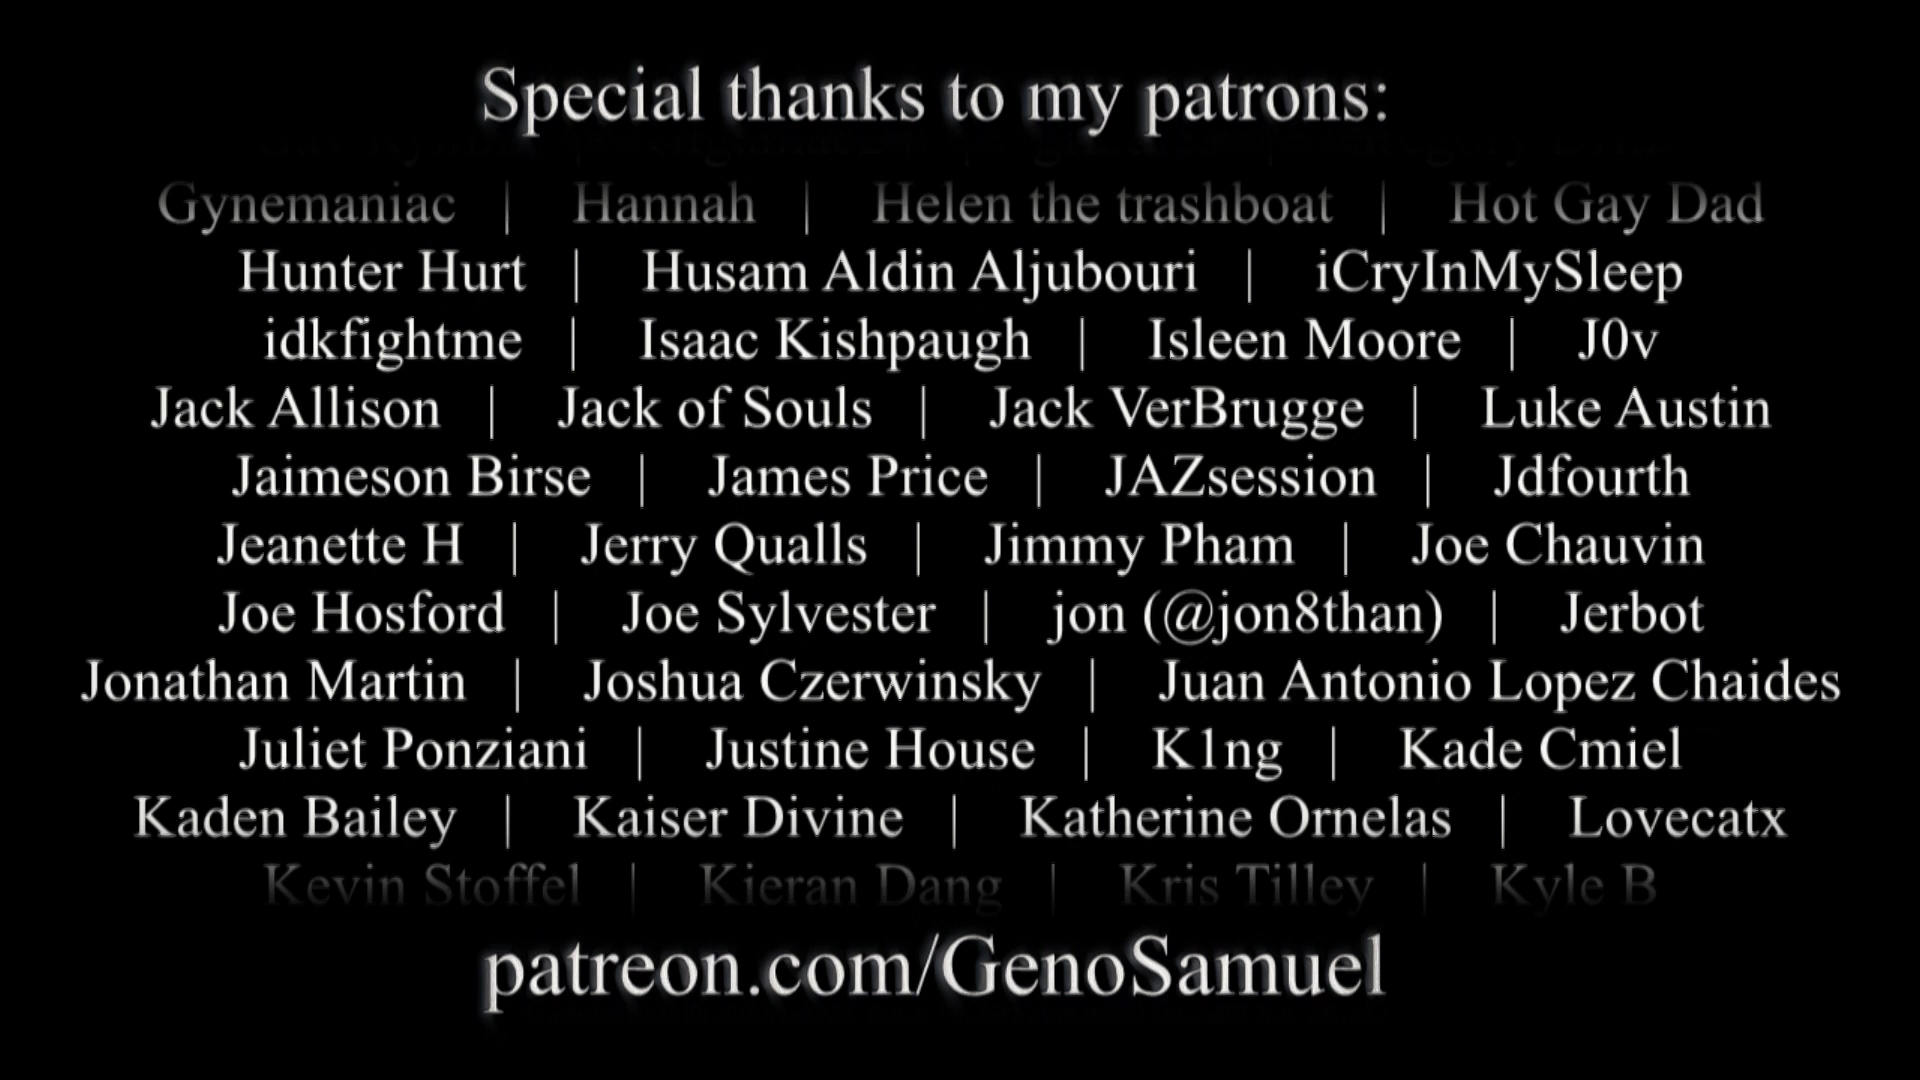 Special thanks to my patrons:
Gynemaniac | Hannah | Helen the trashboat | Hot Gay Dad
Hunter Hurt | Husam Aldin Aljubouri | iCryInMySleep
idkfightme | Isaac Kishpaugh | Isleen Moore | J0v
Jack Allison | Jack of Souls | Jack VerBrugge | Luke Austin
Jaimeson Birse | James Price | JAZsession | Jdfourth
Jeanette H | Jerry Qualls | Jimmy Pham | Joe Chauvin
Joe Hosford | Joe Sylvester | jon (@jon8than) | Jerbot
Jonathan Martin | Joshua Czerwinsky | Juan Antonio Lopez Chaides
Juliet Ponziani | Justine House | K1ng | Kade Cmiel
Kaden Bailey | Kaiser Divine | Katherine Ornelas | Lovecatx
Kevin Stoffel | Kieran Dang | Kris Tilley | Kyle B
patreon.com/GenoSamuel